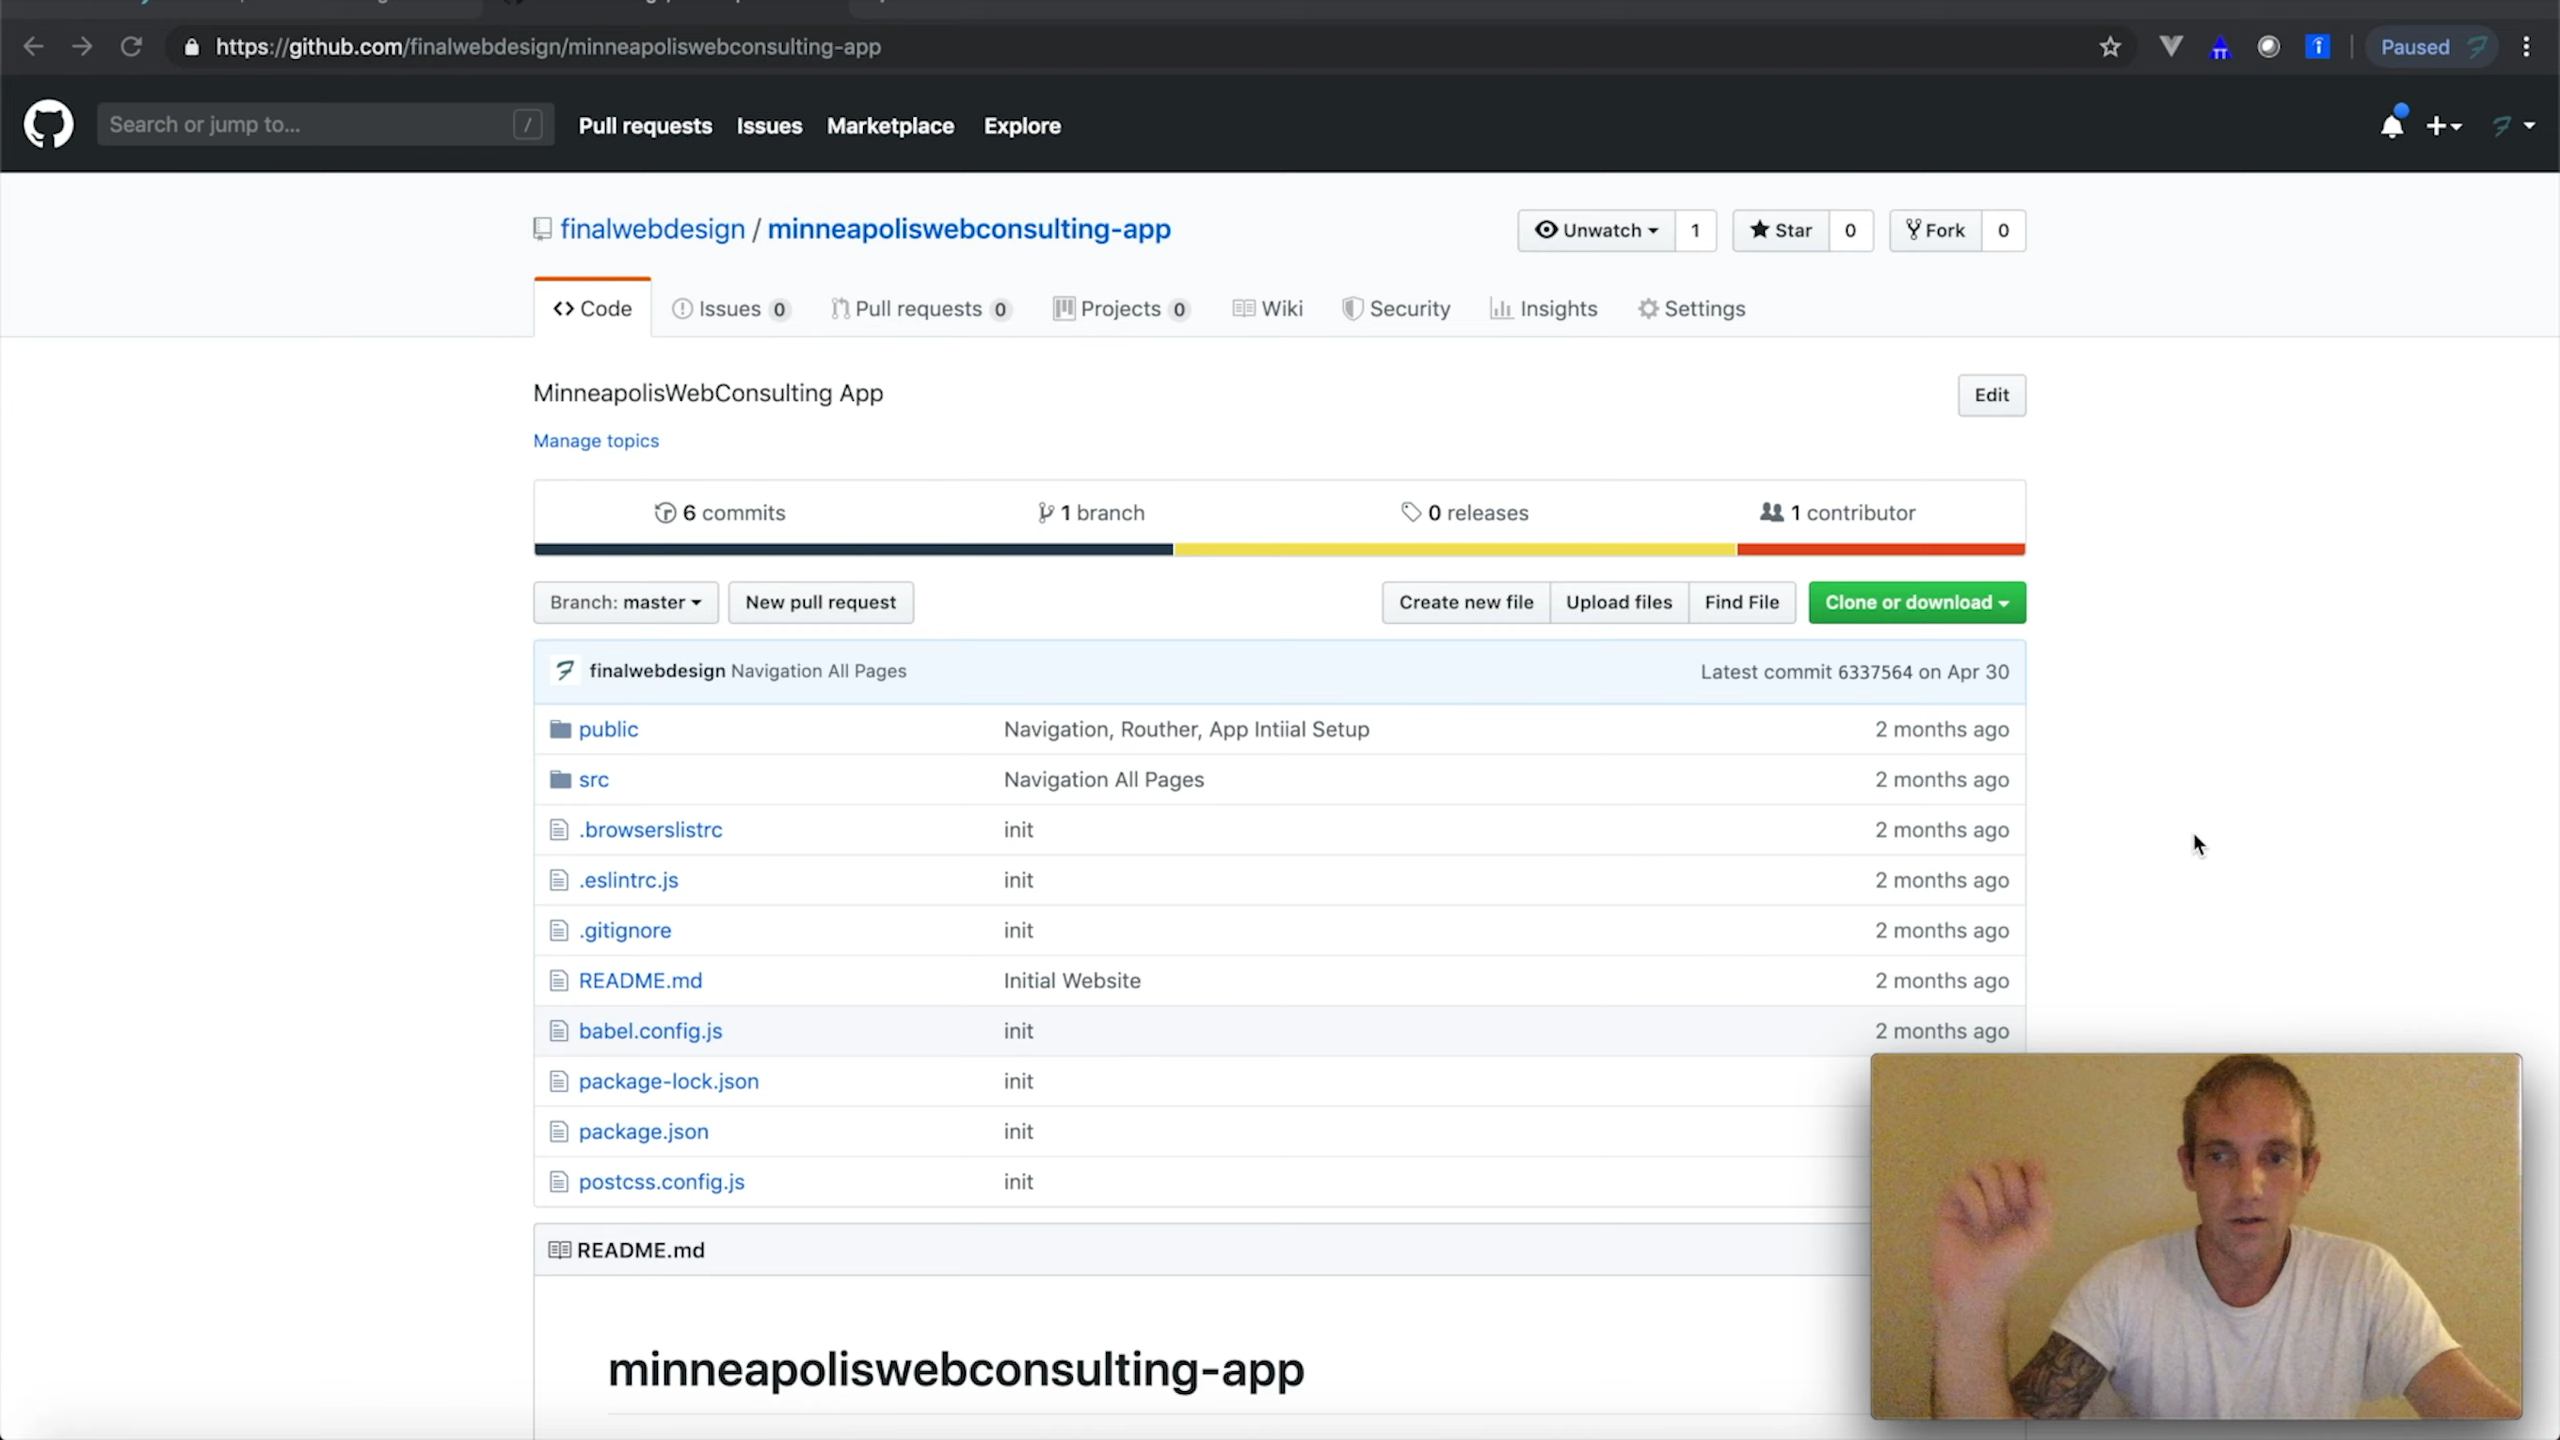 https://github.com/finalwebdesign/minneapoliswebconsulting-app
Paused
Search or jump to...
/
Pull requests Issues Marketplace Explore
finalwebdesign / minneapoliswebconsulting-app
Unwatch 1 Star 0 Fork 0
Code Issues 0 Pull requests 0 Projects 0 Wiki Security Insights Settings
MinneapolisWebConsulting App
Edit
Manage topics
6 commits 1 branch 0 releases 1 contributor
Branch: master New pull request Create new file Upload files Find File Clone or download
finalwebdesign Navigation All Pages Latest commit 6337564 on Apr 30
public Navigation, Routher, App Intiial Setup 2 months ago
src Navigation All Pages 2 months ago
.browserslistrc init 2 months ago
.eslintrc.js init 2 months ago
.gitignore init 2 months ago
README.md Initial Website 2 months ago
babel.config.js init 2 months ago
package-lock.json init
package.json init
postcss.config.js init
README.md
minneapoliswebconsulting-app